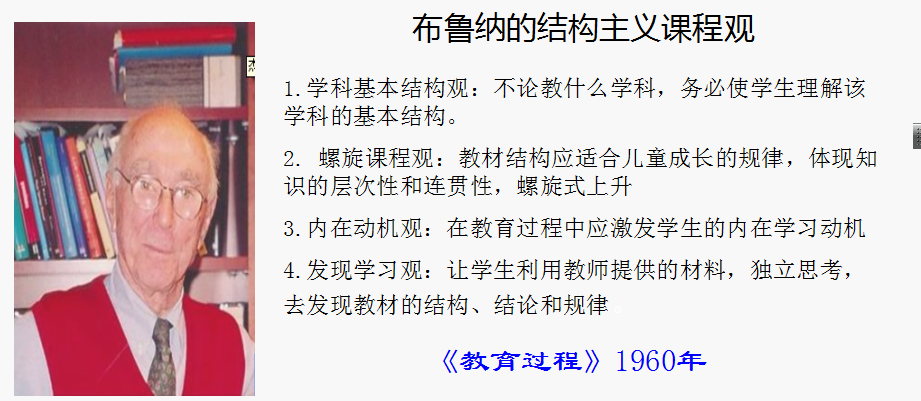 布鲁纳的结构主义课程观
1.学科基本结构观：不论教什么学科，务必使学生理解该
学科的基本结构。
2. 螺旋课程观：教材结构应适合儿童成长的规律，体现知
识的层次性和连贯性，螺旋式上升
3.内在动机观：在教育过程中应激发学生的内在学习动机
4.发现学习观：让学生利用教师提供的材料，独立思考，
去发现教材的结构、结论和规律。
《教育过程》1960年